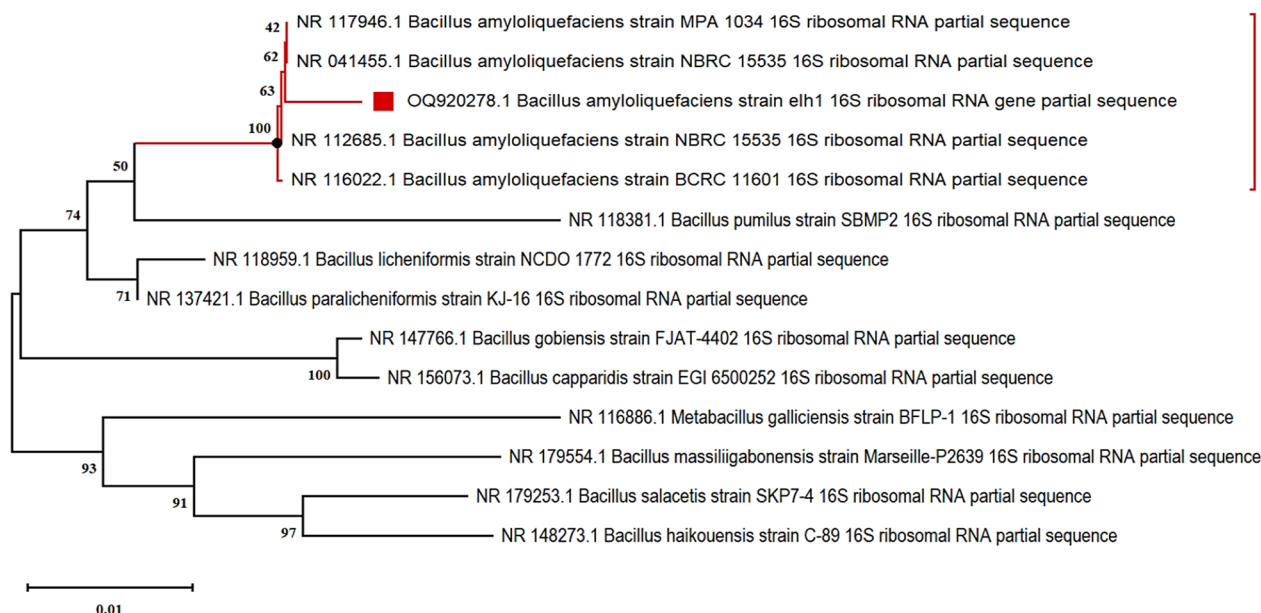 42
NR 117946.1 Bacillus amyloliquefaciens strain MPA 1034 16S ribosomal RNA partial sequence
62
NR 041455.1 Bacillus amyloliquefaciens strain NBRC 15535 16S ribosomal RNA partial sequence
63
OQ920278.1 Bacillus amyloliquefaciens strain elh1 16S ribosomal RNA gene partial sequence
100
NR 112685.1 Bacillus amyloliquefaciens strain NBRC 15535 16S ribosomal RNA partial sequence
50
NR 116022.1 Bacillus amyloliquefaciens strain BCRC 11601 16S ribosomal RNA partial sequence
74
NR 118381.1 Bacillus pumilus strain SBMP2 16S ribosomal RNA partial sequence
NR 118959.1 Bacillus licheniformis strain NCDO 1772 16S ribosomal RNA partial sequence
71
NR 137421.1 Bacillus paralicheniformis strain KJ-16 16S ribosomal RNA partial sequence
NR 147766.1 Bacillus gobiensis strain FJAT-4402 16S ribosomal RNA partial sequence
100
NR 156073.1 Bacillus capparidis strain EGI 6500252 16S ribosomal RNA partial sequence
NR 116886.1 Metabacillus galliciensis strain BFLP-1 16S ribosomal RNA partial sequence
93
NR 179554.1 Bacillus massiliigabonensis strain Marseille-P2639 16S ribosomal RNA partial sequence
91
NR 179253.1 Bacillus salacetis strain SKP7-4 16S ribosomal RNA partial sequence
97
NR 148273.1 Bacillus haikouensis strain C-89 16S ribosomal RNA partial sequence
0.01